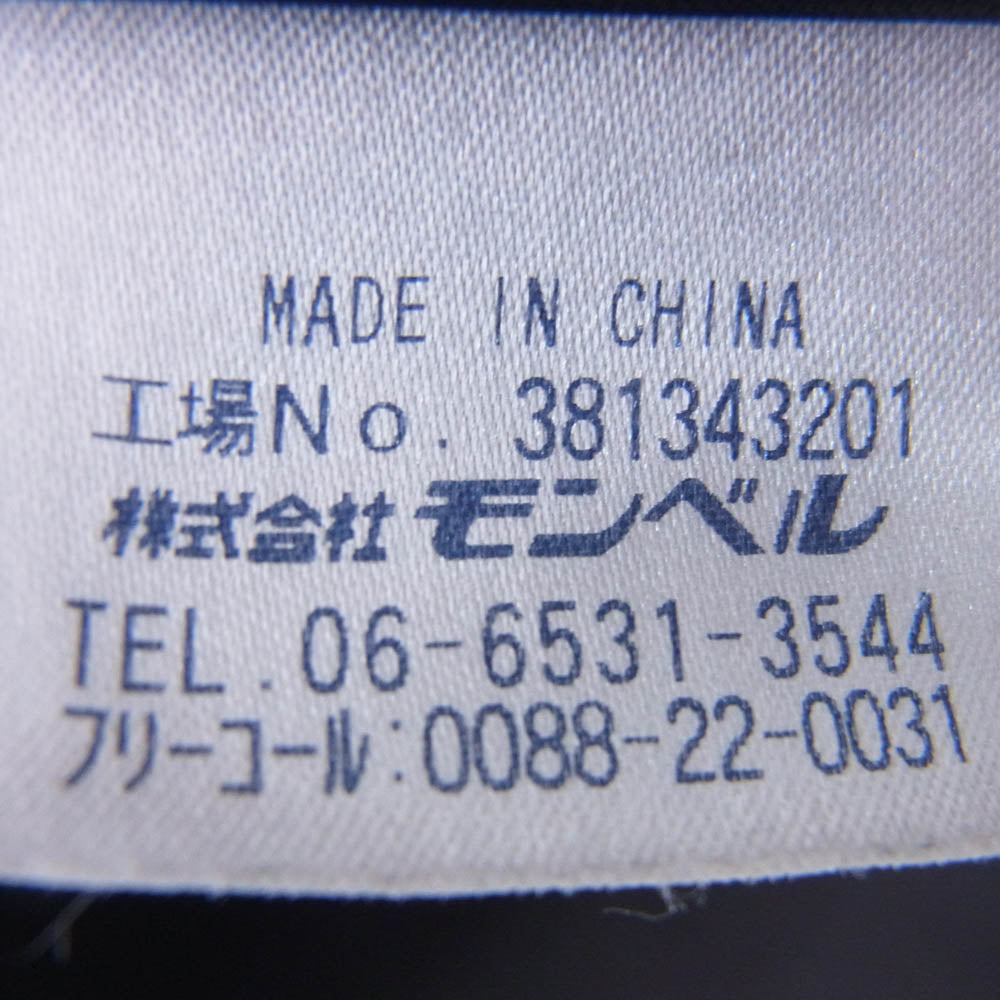 MADE IN CHINA
工場No. 381343201
株式会社 モンベル
TEL.06-6531-3544
フリーコール:0088-22-0031